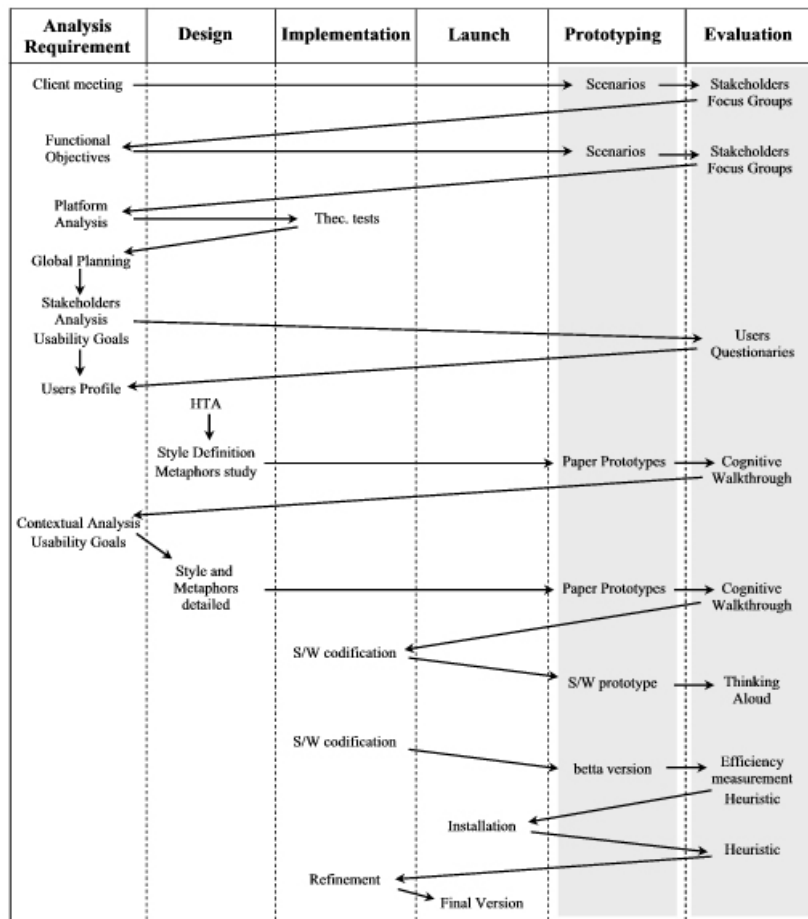 Analysis
Requirement
Design
Implementation
Launch
Prototyping
Evaluation
Client meeting
Scenarios
Stakeholders
Focus Groups
Functional
Objectives
Scenarios
Stakeholders
Focus Groups
Platform
Analysis
Thec. tests
Global Planning
Stakeholders
Analysis
Usability Goals
Users
Questionaries
Users Profile
HTA
Style Definition
Metaphors study
Paper Prototypes
Cognitive
Walkthrough
Contextual Analysis
Usability Goals
Style and
Metaphors
detailed
Paper Prototypes
Cognitive
Walkthrough
S/W codification
S/W prototype
Thinking
Aloud
S/W codification
betta version
Efficiency
measurement
Heuristic
Installation
Heuristic
Refinement
Final Version